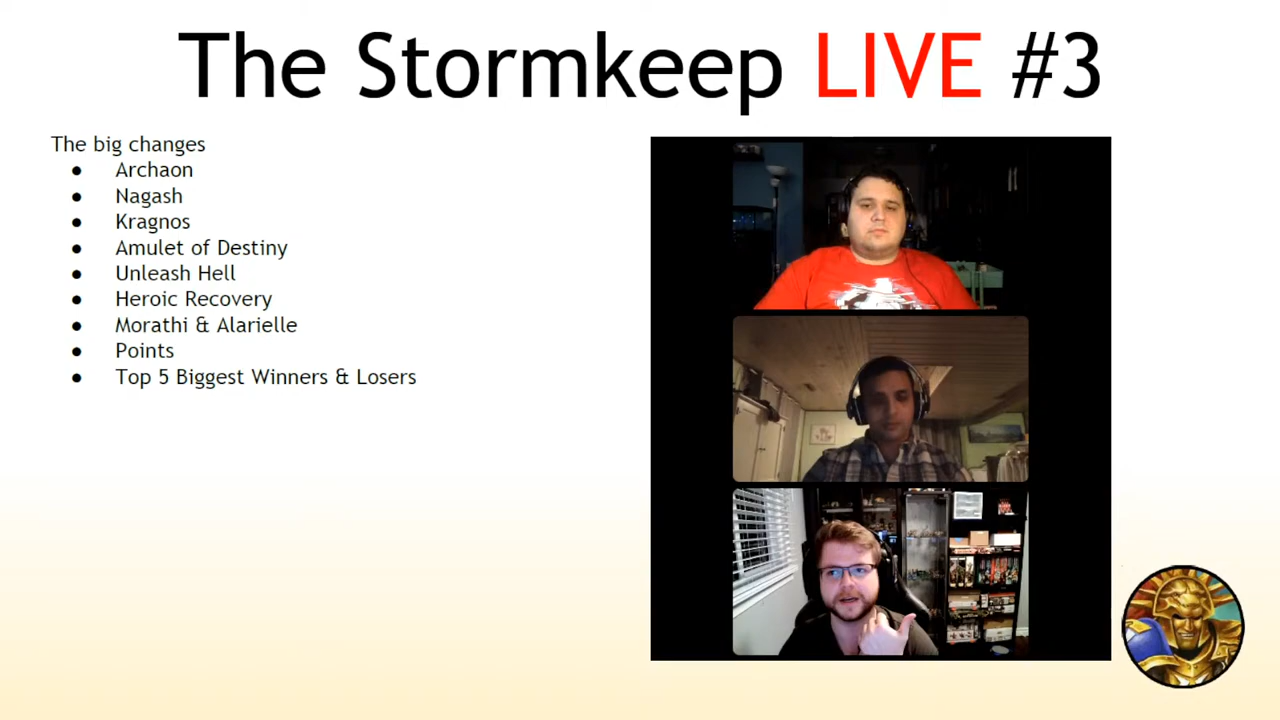 The Stormkeep LIVE #3
The big changes
● Archaon
● Nagash
● Kragnos
● Amulet of Destiny
● Unleash Hell
● Heroic Recovery
● Morathi & Alarielle
● Points
● Top 5 Biggest Winners & Losers